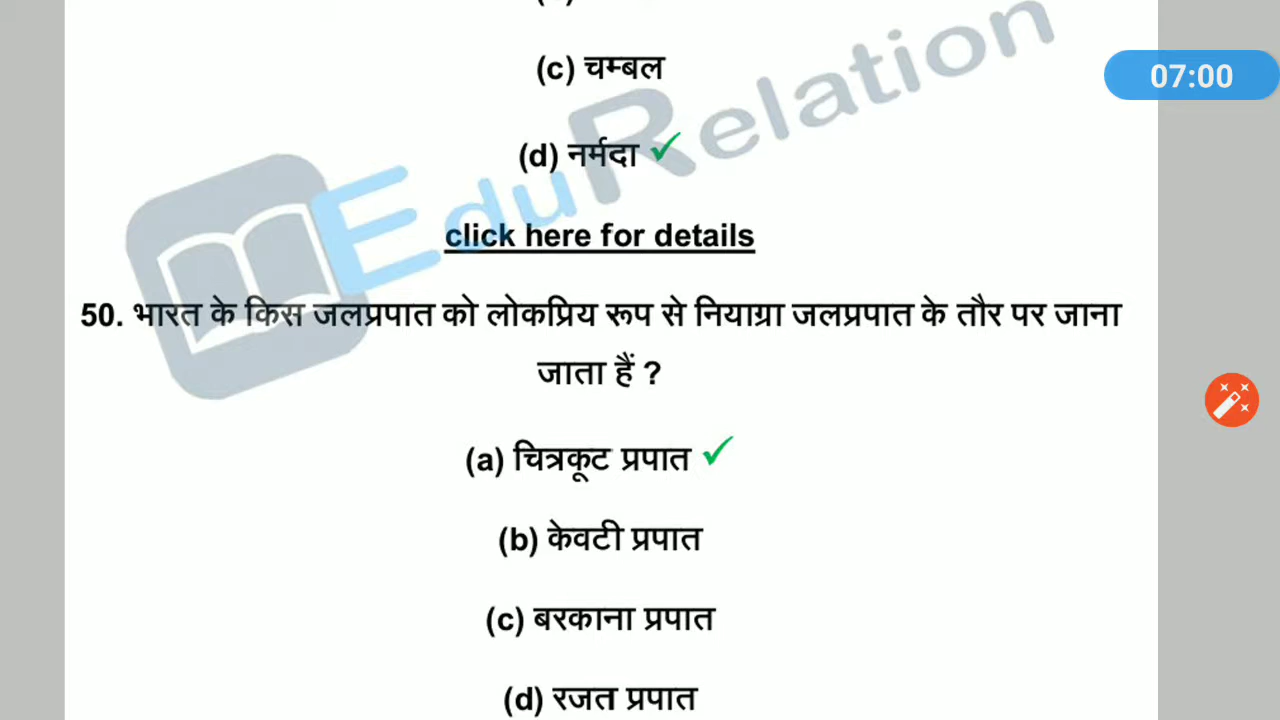 (c) चम्बल
07:00
(d) नर्मदा
EduRelation
click here for details
50. भारत के किस जलप्रपात को लोकप्रिय रूप से नियाग्रा जलप्रपात के तौर पर जाना
जाता हैं ?
(a) चित्रकूट प्रपात
(b) केवटी प्रपात
(c) बरकाना प्रपात
(d) रजत प्रपात